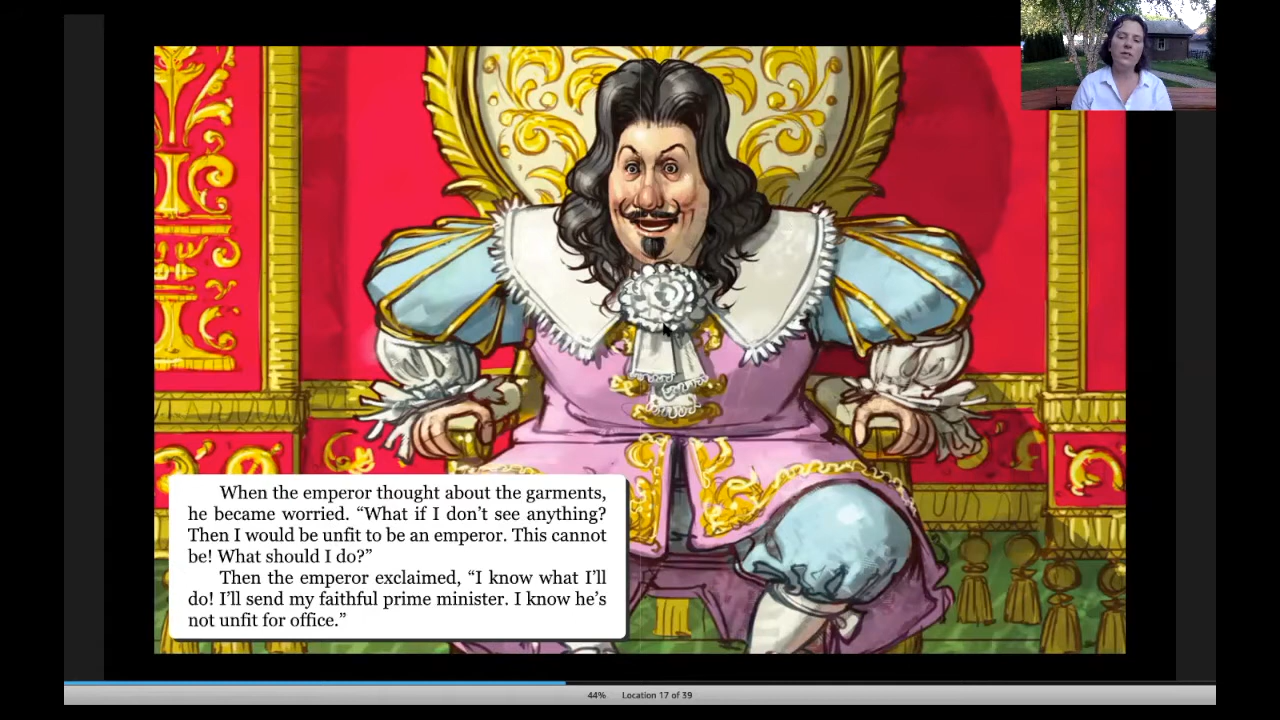 When the emperor thought about the garments,
he became worried. “What if I don’t see anything?
Then I would be unfit to be an emperor. This cannot
be! What should I do?”
Then the emperor exclaimed, “I know what I’ll
do! I’ll send my faithful prime minister. I know he’s
not unfit for office.”
44% Location 17 of 39